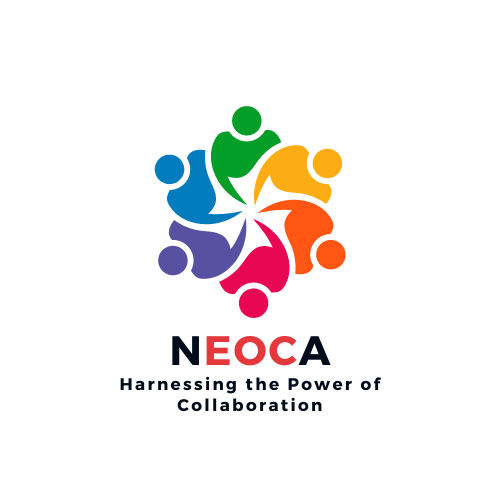 NEOCA
Harnessing the Power of
Collaboration